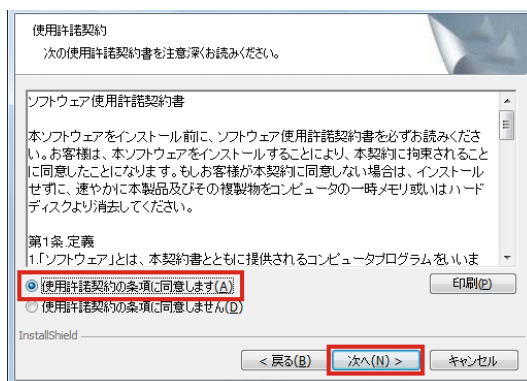 使用許諾契約
次の使用許諾契約書を注意深くお読みください。
ソフトウェア使用許諾契約書
本ソフトウェアをインストール前に、ソフトウェア使用許諾契約書を必ずお読みくださ
い。お客様は、本ソフトウェアをインストールすることにより、本契約に拘束されること
に同意したことになります。もしお客様が本契約に同意しない場合は、インストール
せずに、速やかに本製品及びその複製物をコンピュータの一時メモリ或いはハード
ディスクより消去してください。
第1条.定義
1.「ソフトウェア」とは、本契約書とともに提供されるコンピュータプログラムをいいま
使用許諾契約の条項に同意します(A)
印刷(P)
使用許諾契約の条項に同意しません(D)
InstallShield
< 戻る(B) 次へ(N) > キャンセル